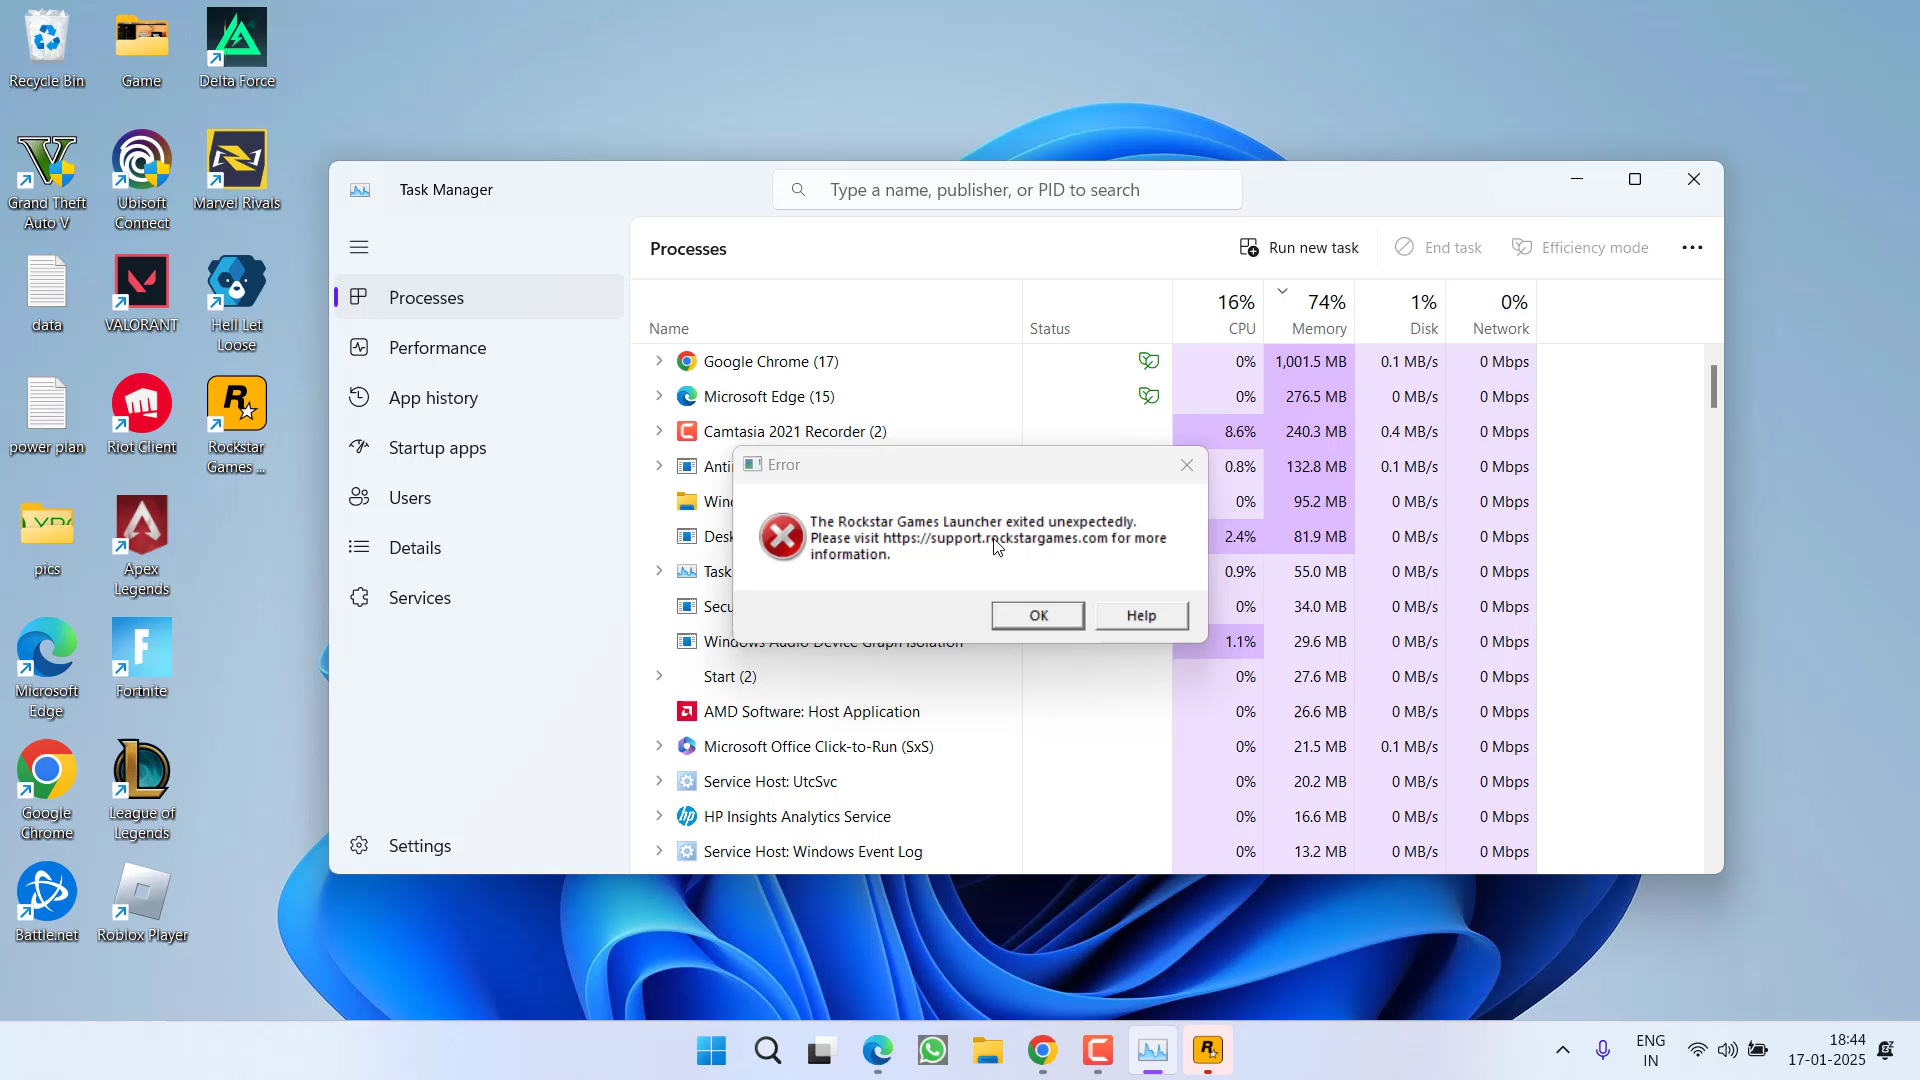 Recycle Bin
Game
Delta Force
Grand Theft
Auto V
Ubisoft
Connect
Marvel Rivals
data
VALORANT
Hell Let
Loose
power plan
Riot Client
Rockstar
Games ...
pics
Apex
Legends
Microsoft
Edge
Fortnite
Google
Chrome
League of
Legends
Battle.net
Roblox Player
Task Manager
Type a name, publisher, or PID to search
Processes
Performance
App history
Startup apps
Users
Details
Services
Settings
Processes
Run new task
End task
Efficiency mode
Name
Status
16%
CPU
74%
Memory
1%
Disk
0%
Network
Google Chrome (17) 0% 1,001.5 MB 0.1 MB/s 0 Mbps
Microsoft Edge (15) 0% 276.5 MB 0 MB/s 0 Mbps
Camtasia 2021 Recorder (2) 8.6% 240.3 MB 0.4 MB/s 0 Mbps
Anti 0.8% 132.8 MB 0.1 MB/s 0 Mbps
Wind 0% 95.2 MB 0 MB/s 0 Mbps
Desk 2.4% 81.9 MB 0 MB/s 0 Mbps
Task 0.9% 55.0 MB 0 MB/s 0 Mbps
Secu 0% 34.0 MB 0 MB/s 0 Mbps
Windows Audio Device Graph Isolation 1.1% 29.6 MB 0 MB/s 0 Mbps
Start (2) 0% 27.6 MB 0 MB/s 0 Mbps
AMD Software: Host Application 0% 26.6 MB 0 MB/s 0 Mbps
Microsoft Office Click-to-Run (SxS) 0% 21.5 MB 0.1 MB/s 0 Mbps
Service Host: UtcSvc 0% 20.2 MB 0 MB/s 0 Mbps
HP Insights Analytics Service 0% 16.6 MB 0 MB/s 0 Mbps
Service Host: Windows Event Log 0% 13.2 MB 0 MB/s 0 Mbps
Error
The Rockstar Games Launcher exited unexpectedly.
Please visit https://support.rockstargames.com for more
information.
OK
Help
ENG
IN
18:44
17-01-2025